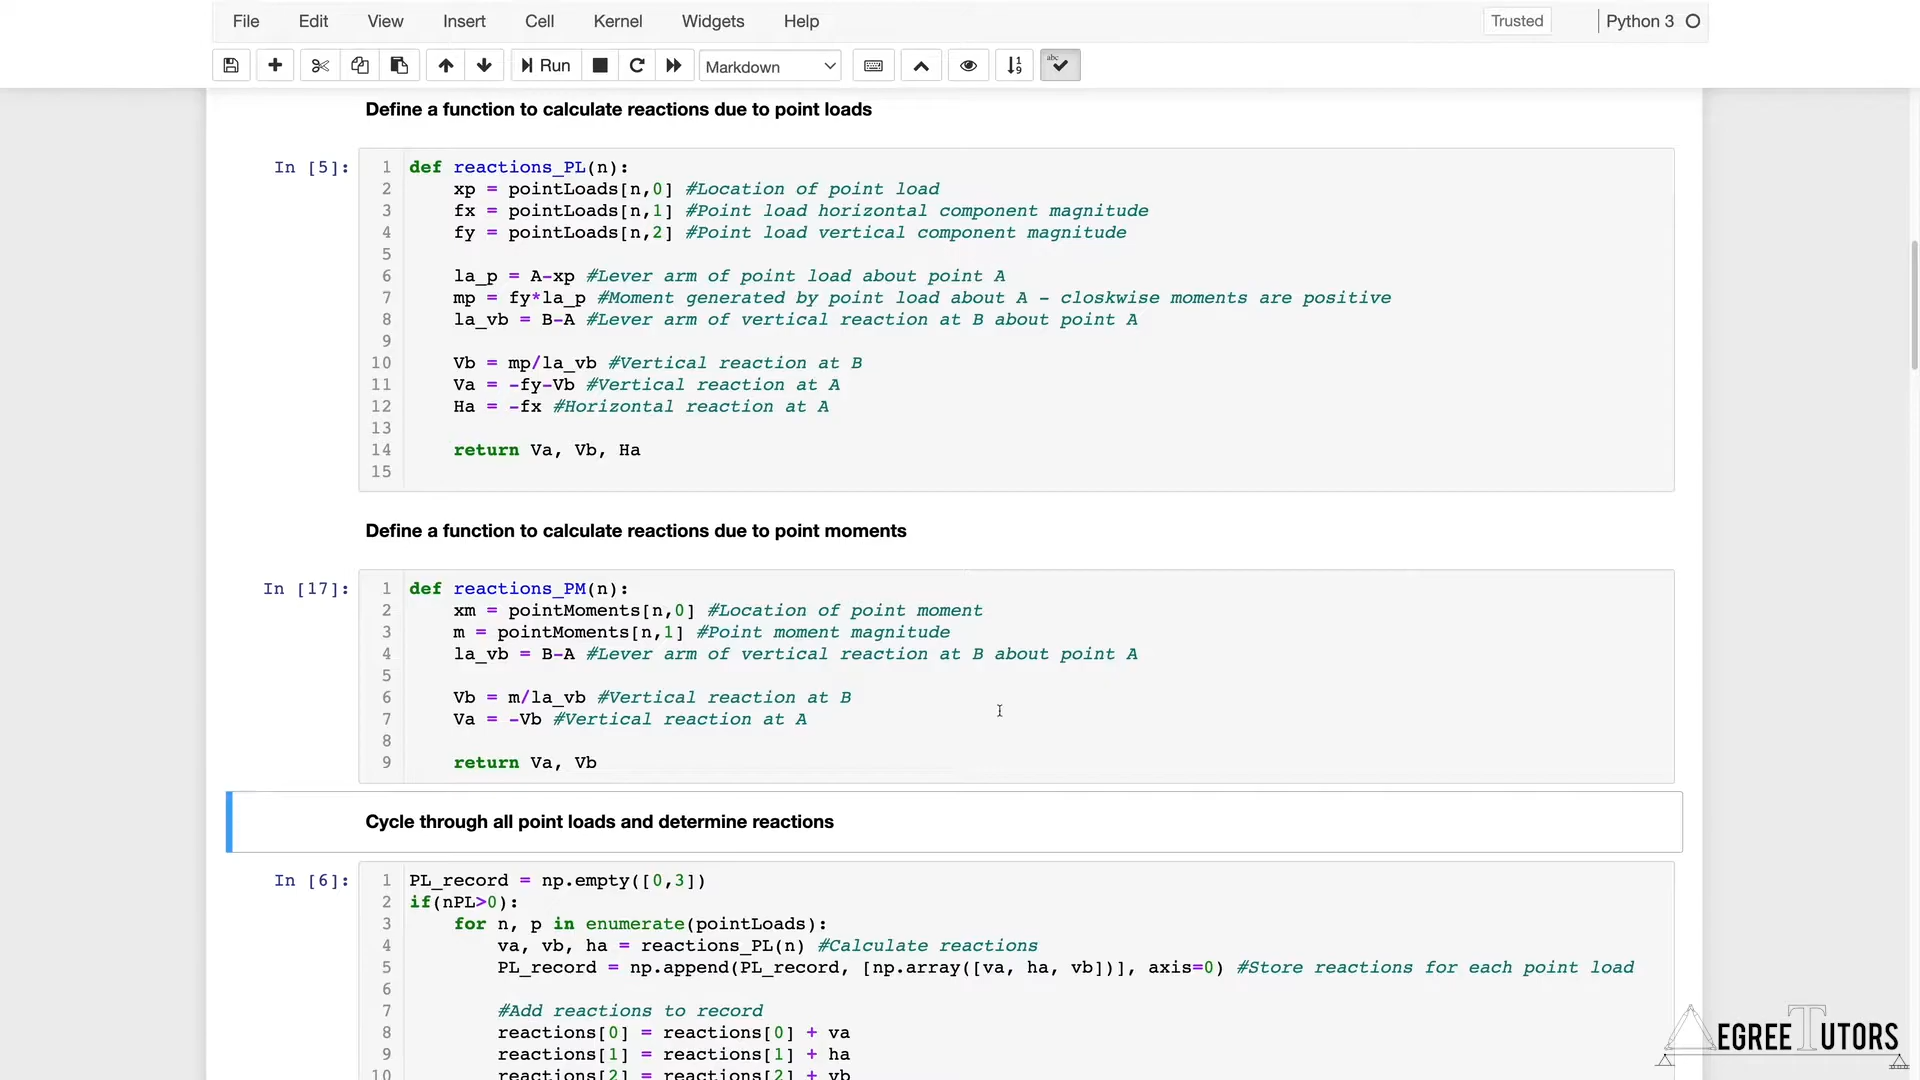 File Edit View Insert Cell Kernel Widgets Help Trusted Python 3
Run Markdown
Define a function to calculate reactions due to point loads
In [5]:
1 def reactions_PL(n):
2 xp = pointLoads[n,0] #Location of point load
3 fx = pointLoads[n,1] #Point load horizontal component magnitude
4 fy = pointLoads[n,2] #Point load vertical component magnitude
5
6 la_p = A-xp #Lever arm of point load about point A
7 mp = fy*la_p #Moment generated by point load about A - closkwise moments are positive
8 la_vb = B-A #Lever arm of vertical reaction at B about point A
9
10 Vb = mp/la_vb #Vertical reaction at B
11 Va = -fy-Vb #Vertical reaction at A
12 Ha = -fx #Horizontal reaction at A
13
14 return Va, Vb, Ha
15
Define a function to calculate reactions due to point moments
In [17]:
1 def reactions_PM(n):
2 xm = pointMoments[n,0] #Location of point moment
3 m = pointMoments[n,1] #Point moment magnitude
4 la_vb = B-A #Lever arm of vertical reaction at B about point A
5
6 Vb = m/la_vb #Vertical reaction at B
7 Va = -Vb #Vertical reaction at A
8
9 return Va, Vb
Cycle through all point loads and determine reactions
In [6]:
1 PL_record = np.empty([0,3])
2 if(nPL>0):
3 for n, p in enumerate(pointLoads):
4 va, vb, ha = reactions_PL(n) #Calculate reactions
5 PL_record = np.append(PL_record, [np.array([va, ha, vb])], axis=0) #Store reactions for each point load
6
7 #Add reactions to record
8 reactions[0] = reactions[0] + va
9 reactions[1] = reactions[1] + ha
10 reactions[2] = reactions[2] + vb
DEGREE TUTORS